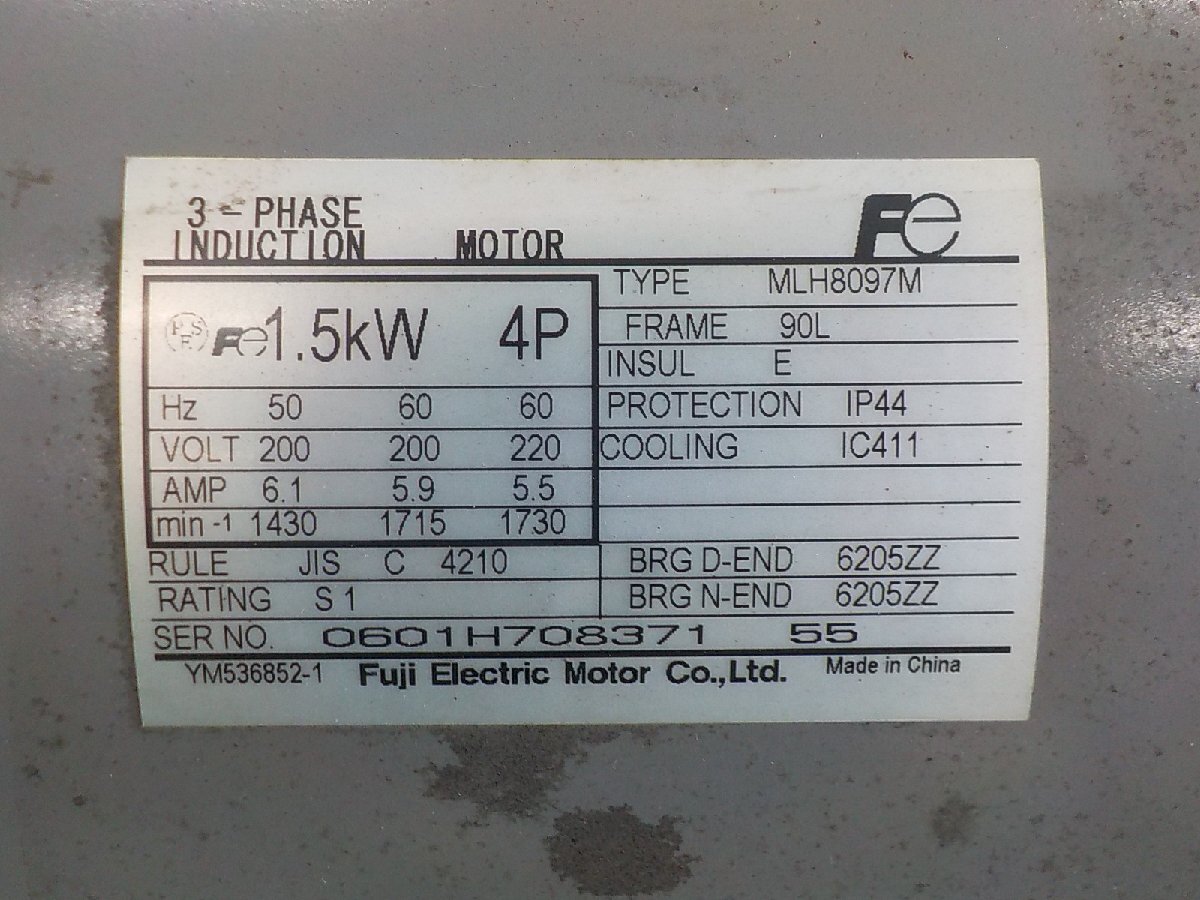 3 - PHASE
INDUCTION MOTOR
Fe
PSE Fe 1.5kW 4P
Hz 50 60 60
VOLT 200 200 220
AMP 6.1 5.9 5.5
min -1 1430 1715 1730
TYPE MLH8097M
FRAME 90L
INSUL E
PROTECTION IP44
COOLING IC411
RULE JIS C 4210
RATING S 1
BRG D-END 6205ZZ
BRG N-END 6205ZZ
SER NO. 0601H708371 55
YM536852-1 Fuji Electric Motor Co.,Ltd. Made in China